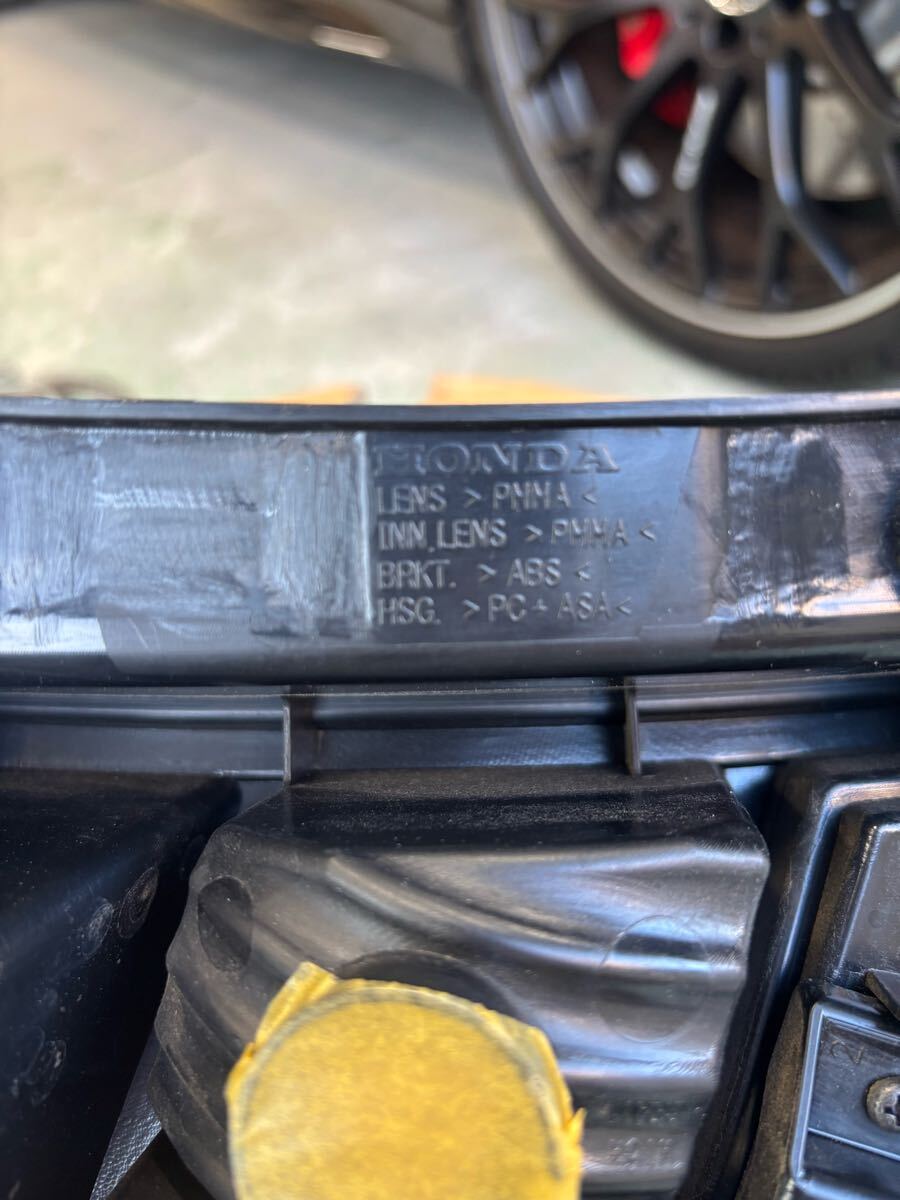 HONDA
LENS > PMMA <
INN.LENS > PMMA <
BRKT. > ABS <
HSG. > PC+ASA<